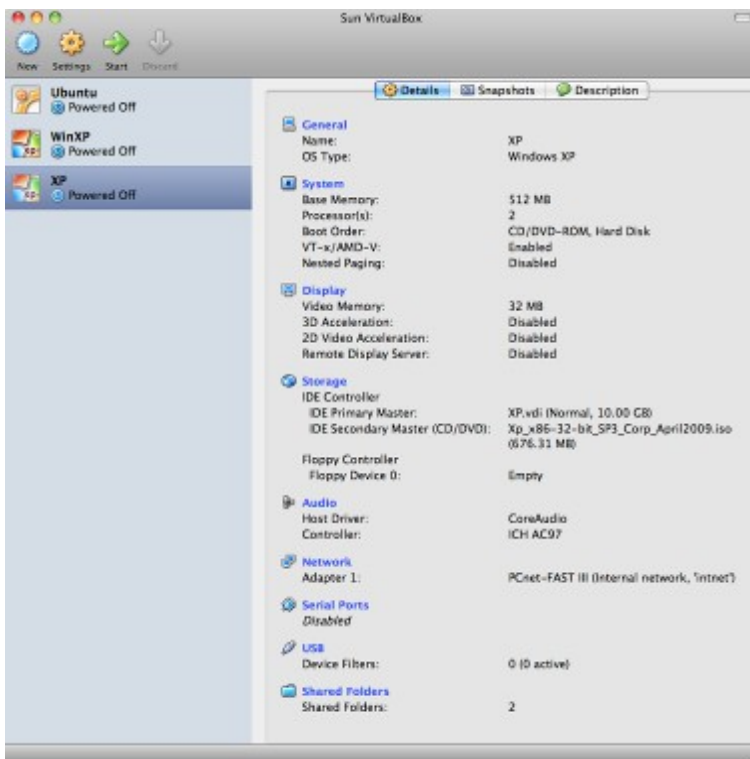 Sun VirtualBox
New Settings Start Discard
Ubuntu
Powered Off
WinXP
Powered Off
XP
Powered Off
Details Snapshots Description
General
Name: XP
OS Type: Windows XP
System
Base Memory: 512 MB
Processor(s): 2
Boot Order: CD/DVD-ROM, Hard Disk
VT-x/AMD-V: Enabled
Nested Paging: Disabled
Display
Video Memory: 32 MB
3D Acceleration: Disabled
2D Video Acceleration: Disabled
Remote Display Server: Disabled
Storage
IDE Controller
IDE Primary Master: XP.vdi (Normal, 10.00 GB)
IDE Secondary Master (CD/DVD): Xp_x86-32-bit_SP3_Corp_April2009.iso
(676.31 MB)
Floppy Controller
Floppy Device 0: Empty
Audio
Host Driver: CoreAudio
Controller: ICH AC97
Network
Adapter 1: PCnet-FAST III (Internal network, 'intnet')
Serial Ports
Disabled
USB
Device Filters: 0 (0 active)
Shared Folders
Shared Folders: 2